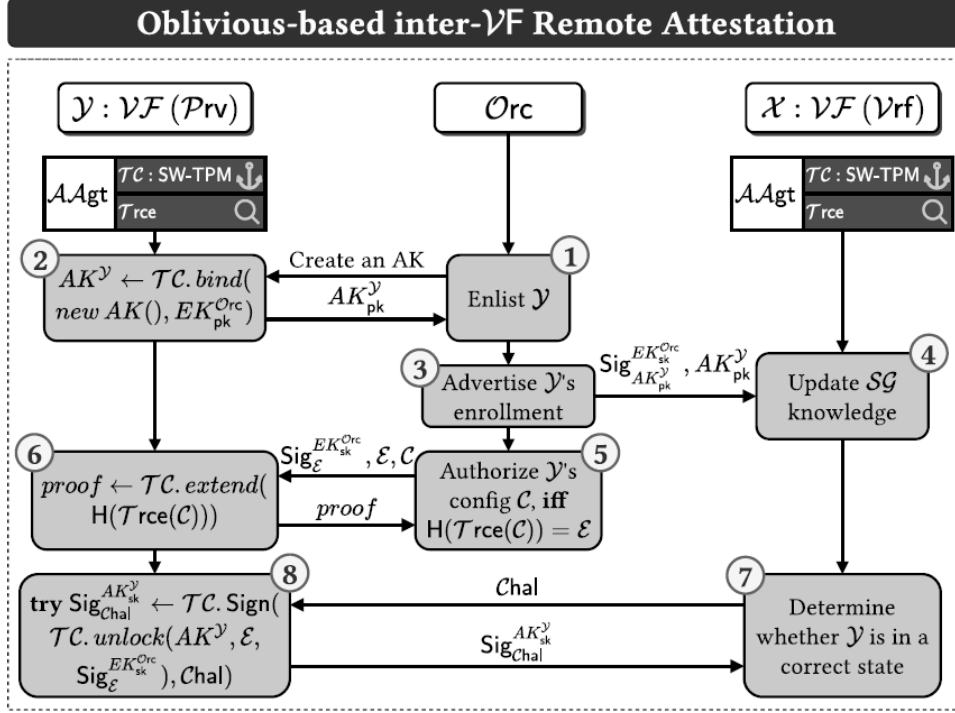 Oblivious-based inter-𝒱F Remote Attestation
𝒴 : 𝒱ℱ (𝒫rv)
𝒪rc
𝒳 : 𝒱ℱ (𝒱rf)
𝒜𝒜gt
𝒯𝒞 : SW-TPM
𝒯rce
𝒜𝒜gt
𝒯𝒞 : SW-TPM
𝒯rce
2
AK^𝒴 ← 𝒯𝒞.bind(
new AK(), EK_pk^𝒪rc)
Create an AK
AK_pk^𝒴
1
Enlist 𝒴
3
Advertise 𝒴's
enrollment
Sig_{AK_pk^𝒴}^{EK_sk^𝒪rc}, AK_pk^𝒴
4
Update 𝒮𝒢
knowledge
6
proof ← 𝒯𝒞.extend(
H(𝒯rce(𝒞)))
Sig_ℰ^{EK_sk^𝒪rc}, ℰ, 𝒞
proof
5
Authorize 𝒴's
config 𝒞, iff
H(𝒯rce(𝒞)) = ℰ
8
try Sig_𝒞hal^{AK_sk^𝒴} ← 𝒯𝒞.Sign(
𝒯𝒞.unlock(AK^𝒴, ℰ,
Sig_ℰ^{EK_sk^𝒪rc}), 𝒞hal)
𝒞hal
Sig_𝒞hal^{AK_sk^𝒴}
7
Determine
whether 𝒴 is in a
correct state